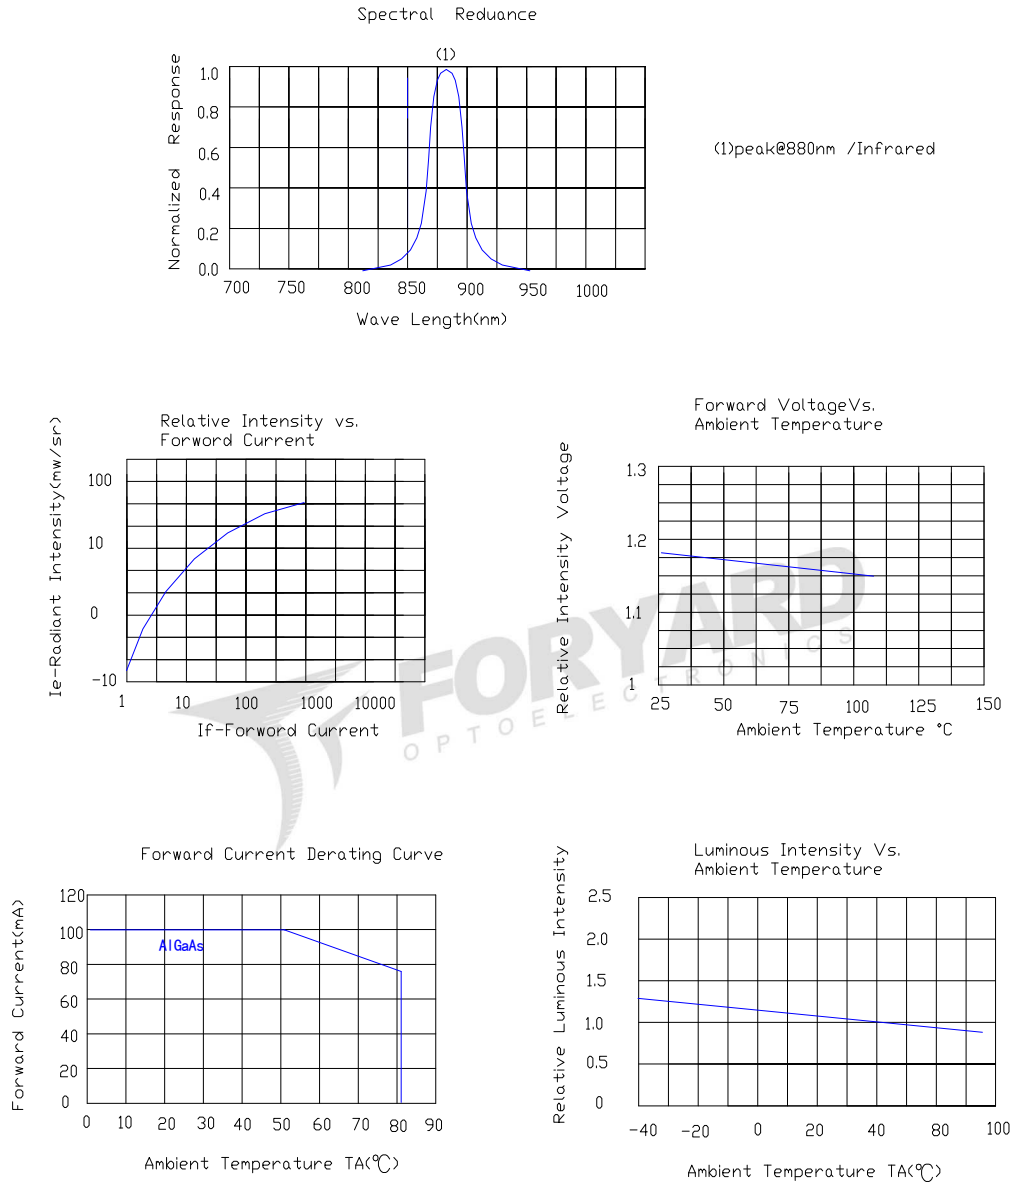 Spectral Reduance
(1)
Normalized Response
1.0
0.8
0.6
0.4
0.2
0.0
700 750 800 850 900 950 1000
Wave Length(nm)
(1)peak@880nm /Infrared
Relative Intensity vs.
Forword Current
Ie-Radiant Intensity(mw/sr)
100
10
0
-10
1 10 100 1000 10000
If-Forword Current
Forward VoltageVs.
Ambient Temperature
Relative Intensity Voltage
1.3
1.2
1.1
1
25 50 75 100 125 150
Ambient Temperature °C
FORYARD
OPTOELECTRONICS
Forward Current Derating Curve
Forward Current(mA)
120
100
80
60
40
20
0
AlGaAs
0 10 20 30 40 50 60 70 80 90
Ambient Temperature TA(℃)
Luminous Intensity Vs.
Ambient Temperature
Relative Luminous Intensity
2.5
2.0
1.5
1.0
0.5
0
-40 -20 0 20 40 80 100
Ambient Temperature TA(℃)